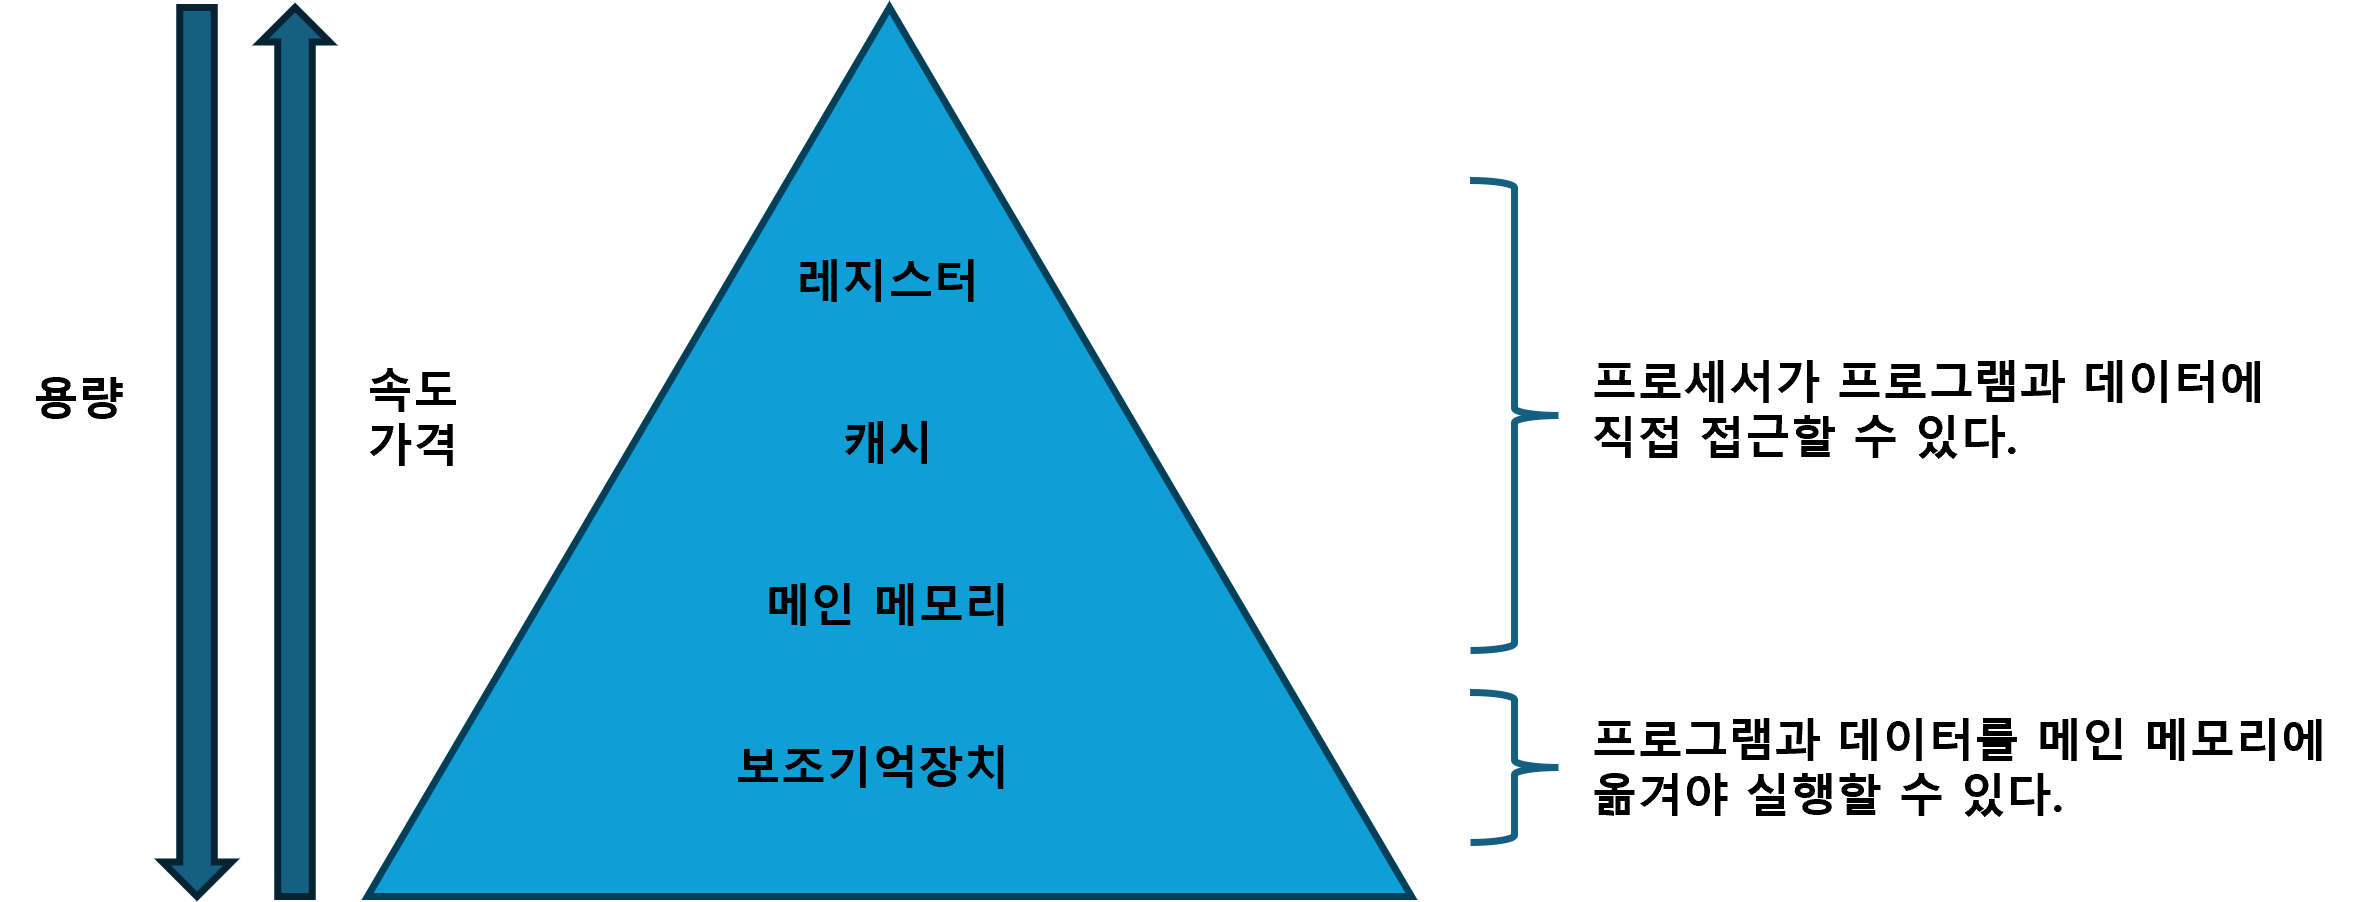 용량
속도
가격
레지스터
캐시
메인 메모리
보조기억장치
프로세서가 프로그램과 데이터에
직접 접근할 수 있다.
프로그램과 데이터를 메인 메모리에
옮겨야 실행할 수 있다.